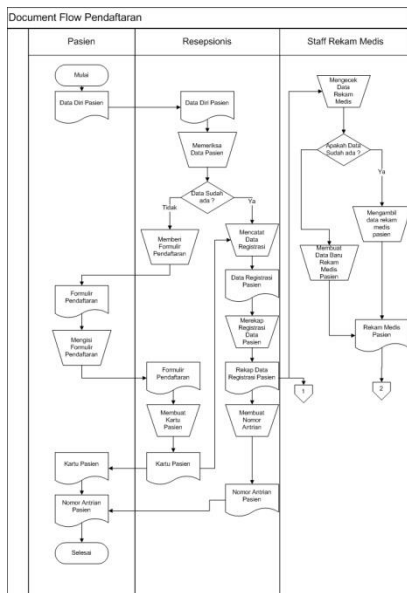 Document Flow Pendaftaran
Pasien
Resepsionis
Staff Rekam Medis
Mulai
Data Diri Pasien
Data Diri Pasien
Memeriksa
Data Pasien
Data Sudah
ada ?
Tidak
Ya
Memberi
Formulir
Pendaftaran
Mencatat
Data
Registrasi
Formulir
Pendaftaran
Data Registrasi
Pasien
Mengisi
Formulir
Pendaftaran
Merekap
Registrasi
Data
Pasien
Formulir
Pendaftaran
Rekap Data
Registrasi Pasien
Membuat
Kartu
Pasien
Membuat
Nomor
Antrian
Kartu Pasien
Kartu Pasien
Nomor Antrian
Pasien
Nomor Antrian
Pasien
Selesai
Mengecek
Data
Rekam
Medis
Apakah Data
Sudah ada ?
Ya
Mengambil
data rekam
medis
pasien
Membuat
Data Baru
Rekam
Medis
Pasien
Rekam Medis
Pasien
1
2